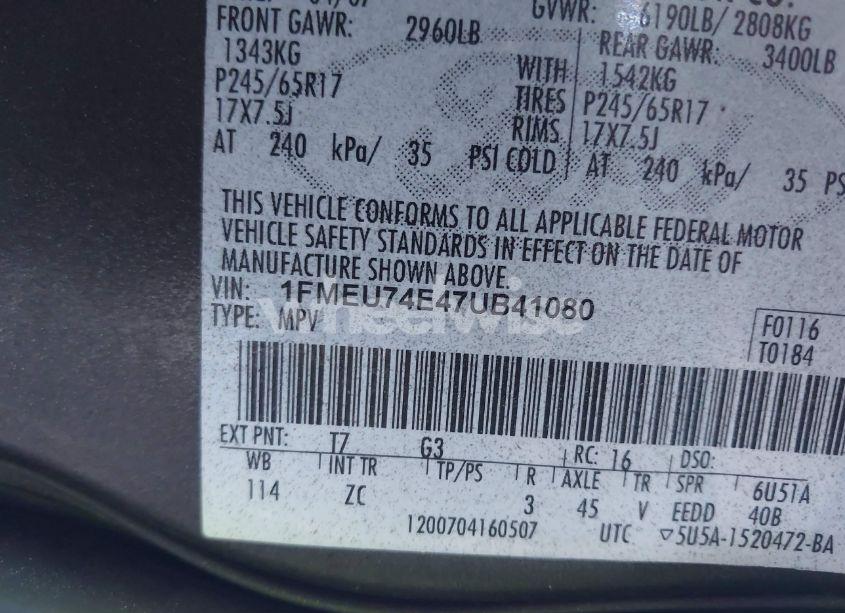 GVWR: 6190LB/ 2808KG
FRONT GAWR: 2960LB REAR GAWR: 3400LB
1343KG WITH 1542KG
P245/65R17 TIRES P245/65R17
17X7.5J RIMS 17X7.5J
AT 240 kPa/ 35 PSI COLD AT 240 kPa/ 35 PS
THIS VEHICLE CONFORMS TO ALL APPLICABLE FEDERAL MOTOR
VEHICLE SAFETY STANDARDS IN EFFECT ON THE DATE OF
MANUFACTURE SHOWN ABOVE.
VIN: 1FMEU74E47UB41080
TYPE: MPV
wheelwise
F0116
T0184
EXT PNT: T7 G3 RC: 16 DSO:
WB INT TR TP/PS R AXLE TR SPR 6U51A
114 ZC 3 45 V EEDD 40B
1200704160507 UTC ▽5U5A-1520472-BA